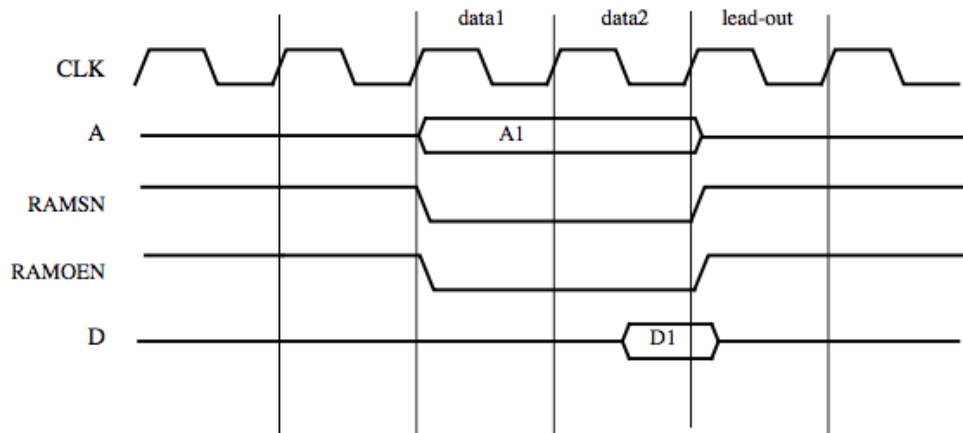 data1 data2 lead-out
CLK
A A1
RAMSN
RAMOEN
D D1